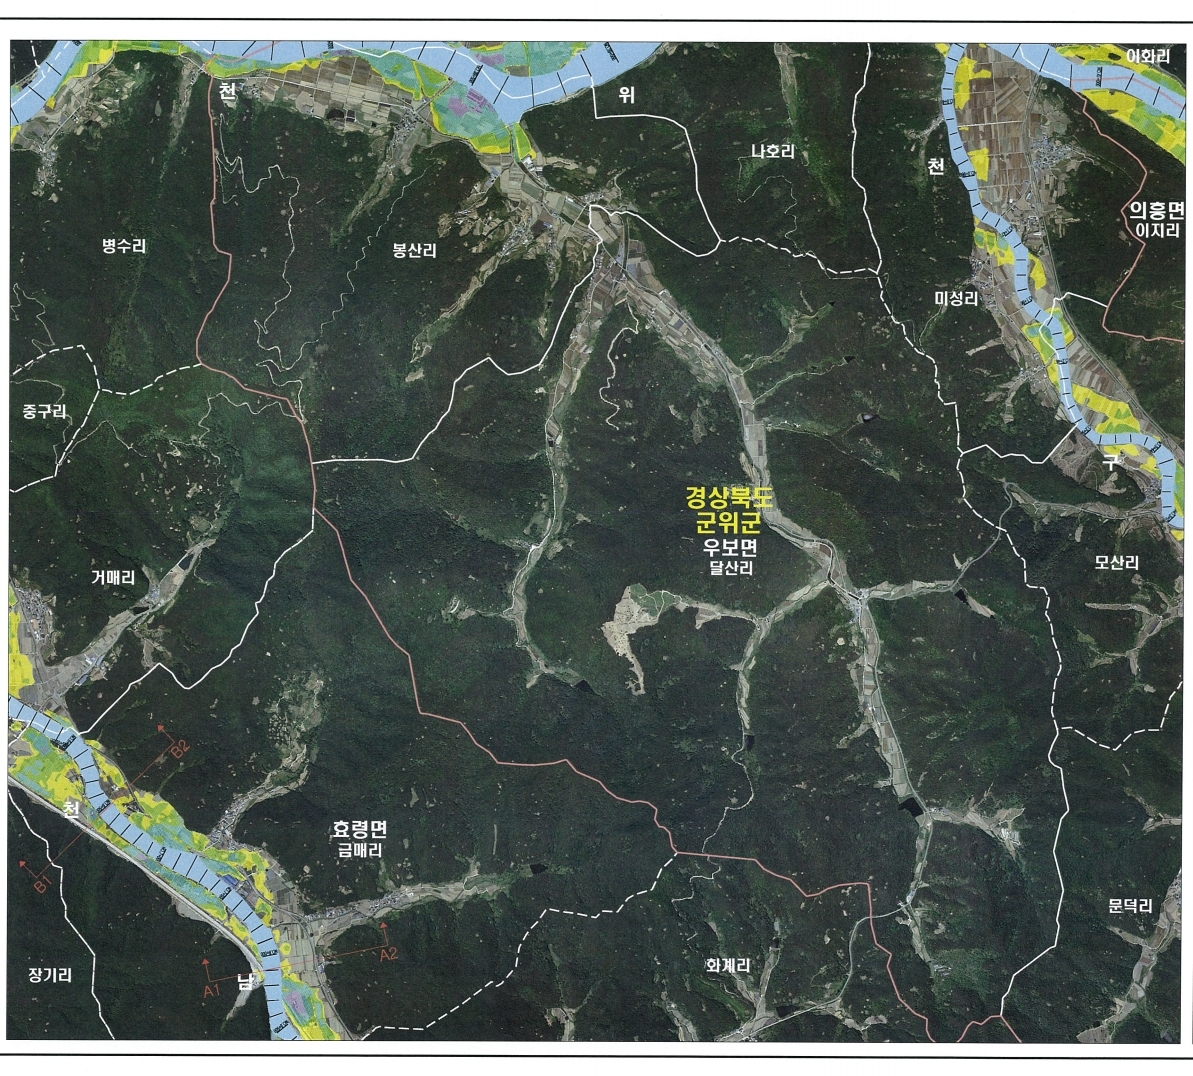 이화리
천
위
나호리
천
의흥면
이지리
병수리
봉산리
미성리
중구리
구
경상북도
군위군
우보면
달산리
모산리
거매리
B2
천
효령면
금매리
B1
문덕리
A2
화계리
장기리
A1
남